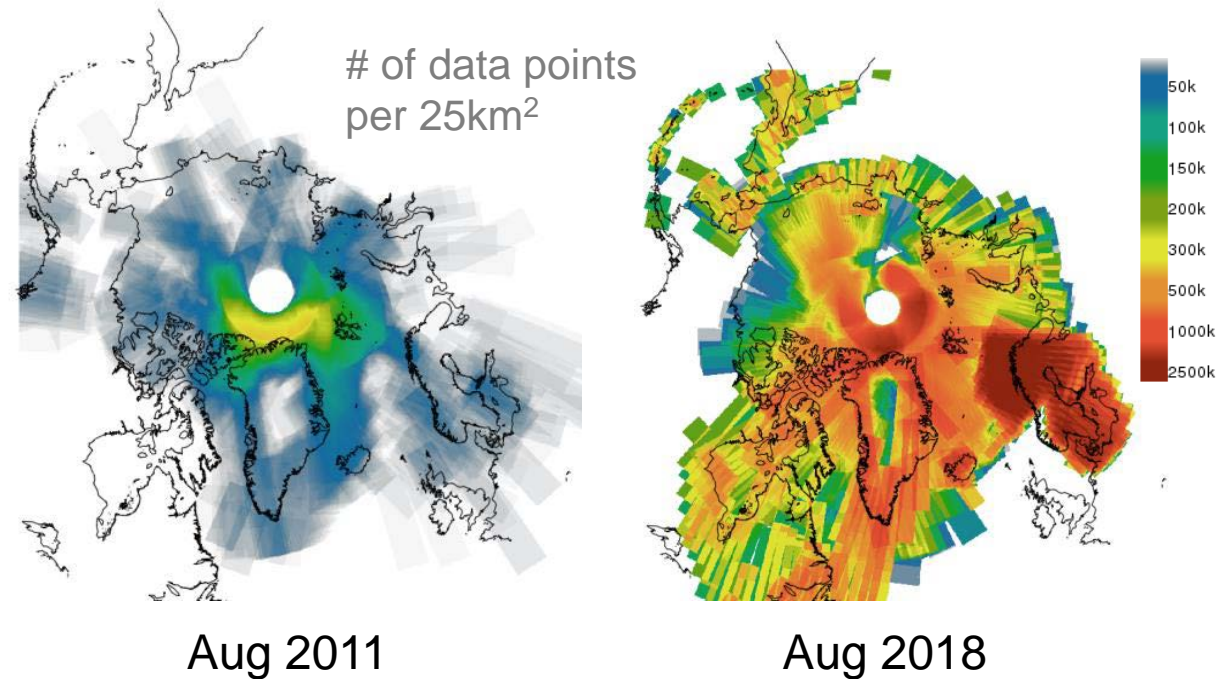 # of data points
per 25km²
50k
100k
150k
200k
300k
500k
1000k
2500k
Aug 2011
Aug 2018